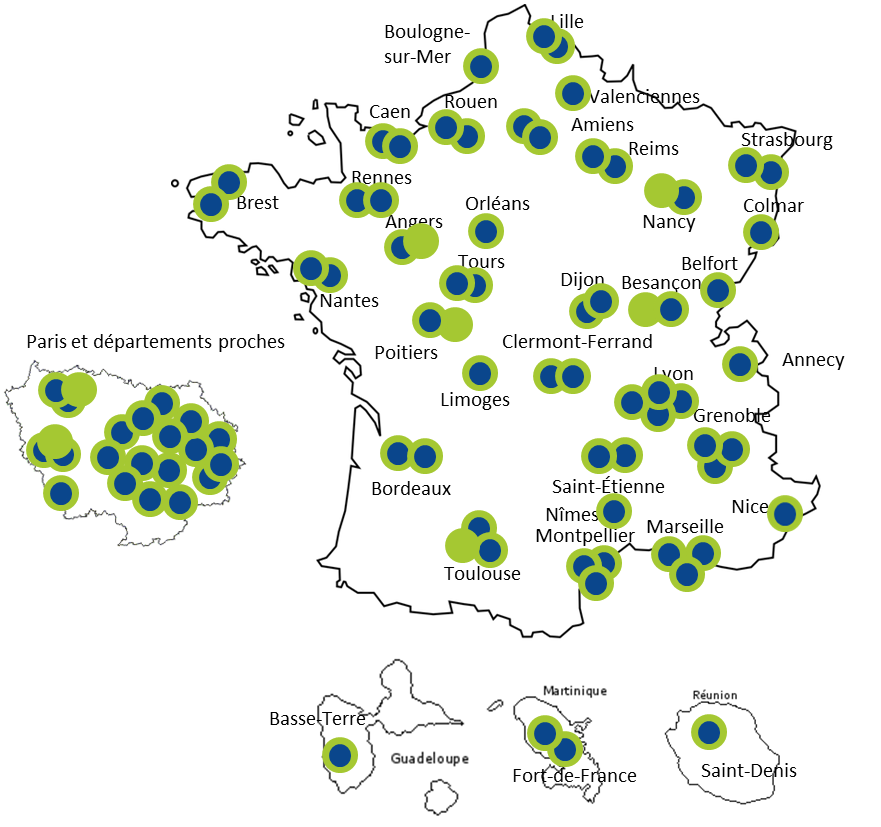 Lille
Boulogne-
sur-Mer
Valenciennes
Rouen
Caen
Amiens
Strasbourg
Reims
Rennes
Brest
Orléans
Colmar
Angers
Nancy
Tours
Belfort
Dijon
Besançon
Nantes
Paris et départements proches
Clermont-Ferrand
Poitiers
Annecy
Lyon
Limoges
Grenoble
Bordeaux
Saint-Étienne
Nice
Nîmes
Marseille
Montpellier
Toulouse
Martinique
Réunion
Basse-Terre
Guadeloupe
Fort-de-France
Saint-Denis